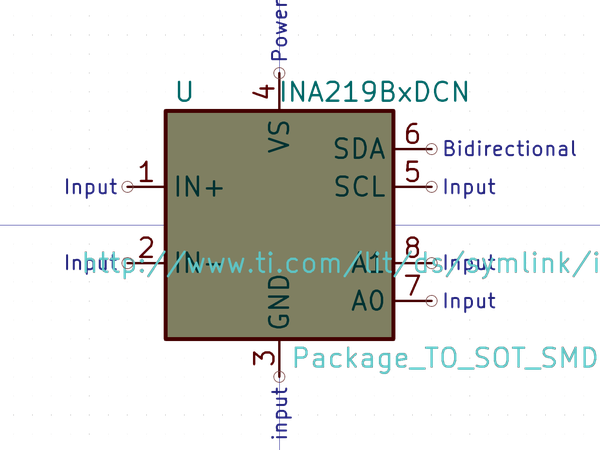 Power
4
U INA219BxDCN
VS
SDA 6 Bidirectional
Input 1 IN+ SCL 5 Input
Input 2 IN- A1 8 Input
http://www.ti.com/lit/ds/symlink/i
A0 7 Input
GND
3 Package_TO_SOT_SMD
input